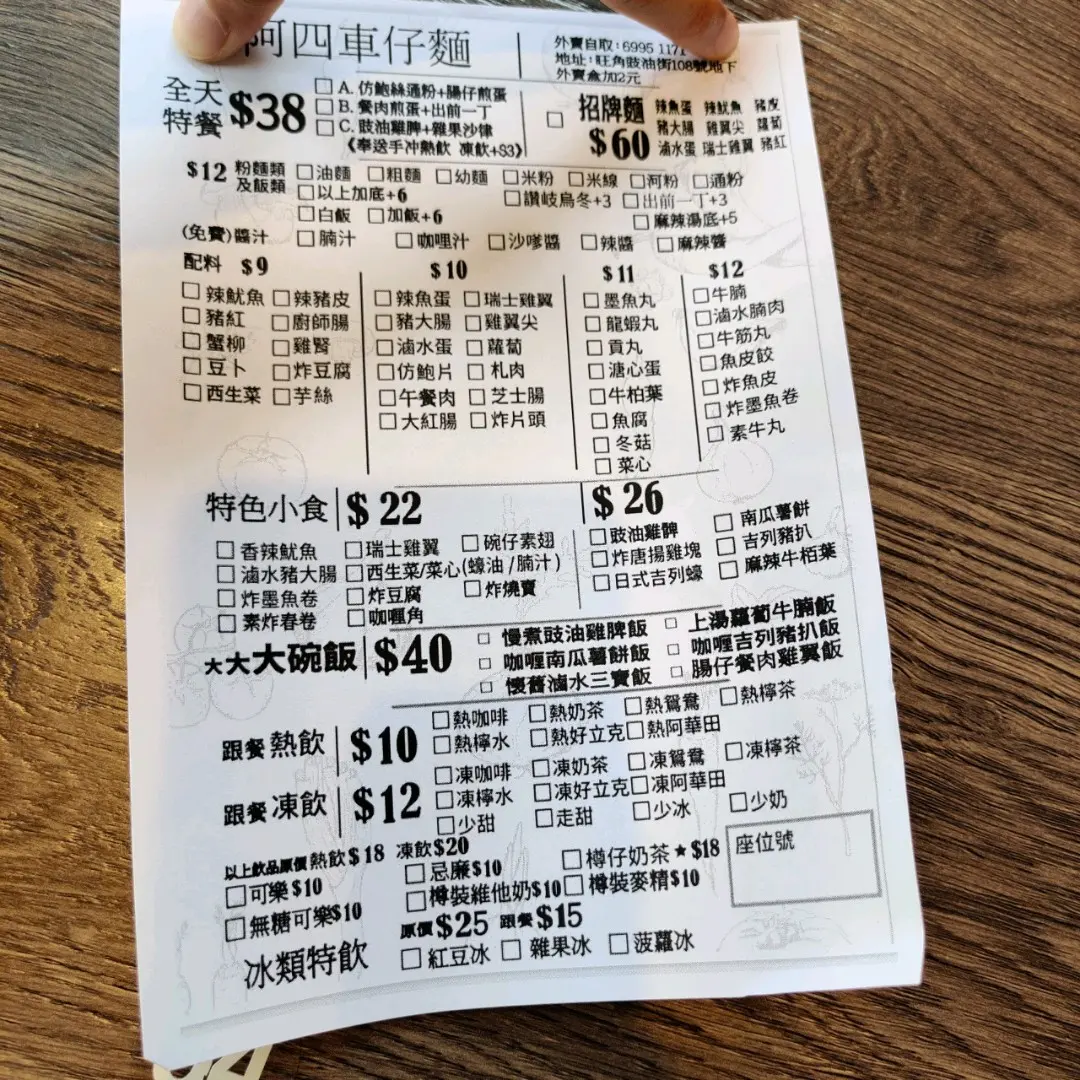 阿四車仔麵
外賣自取:6995 1171
地址:旺角豉油街108號地下
外賣盒加2元
全天特餐 $38
□ A. 仿鮑絲通粉+腸仔煎蛋
□ B. 餐肉煎蛋+出前一丁
□ C. 豉油雞脾+雜果沙律
《奉送手冲熱飲 凍飲+$3》
□ 招牌麵 $60
辣魚蛋 辣魷魚 豬皮
豬大腸 雞翼尖 蘿蔔
滷水蛋 瑞士雞翼 豬紅
$12 粉麵類及飯類
□油麵 □粗麵 □幼麵 □米粉 □米線 □河粉 □通粉
□以上加底+6 □讃岐烏冬+3 □出前一丁+3
□白飯 □加飯+6 □麻辣湯底+5
(免費)醬汁 □腩汁 □咖哩汁 □沙嗲醬 □辣醬 □麻辣醬
配料 $9
□辣魷魚 □辣豬皮
□豬紅 □廚師腸
□蟹柳 □雞腎
□豆卜 □炸豆腐
□西生菜 □芋絲
$10
□辣魚蛋 □瑞士雞翼
□豬大腸 □雞翼尖
□滷水蛋 □蘿蔔
□仿鮑片 □札肉
□午餐肉 □芝士腸
□大紅腸 □炸片頭
$11
□墨魚丸
□龍蝦丸
□貢丸
□溏心蛋
□牛柏葉
□魚腐
□冬菇
□菜心
$12
□牛腩
□滷水腩肉
□牛筋丸
□魚皮餃
□炸魚皮
□炸墨魚卷
□素牛丸
特色小食 $22
□香辣魷魚 □瑞士雞翼 □碗仔素翅
□滷水豬大腸 □西生菜/菜心(蠔油/腩汁)
□炸墨魚卷 □炸豆腐 □炸燒賣
□素炸春卷 □咖喱角
$26
□豉油雞髀 □南瓜薯餅
□炸唐揚雞塊 □吉列豬扒
□日式吉列蠔 □麻辣牛栢葉
大大大碗飯 $40
□ 慢煮豉油雞脾飯 □ 上湯蘿蔔牛腩飯
□ 咖喱南瓜薯餅飯 □ 咖喱吉列豬扒飯
□ 懷舊滷水三寶飯 □ 腸仔餐肉雞翼飯
跟餐熱飲 $10
□熱咖啡 □熱奶茶 □熱鴛鴦 □熱檸茶
□熱檸水 □熱好立克 □熱阿華田
跟餐凍飲 $12
□凍咖啡 □凍奶茶 □凍鴛鴦 □凍檸茶
□凍檸水 □凍好立克 □凍阿華田
□少甜 □走甜 □少冰 □少奶
以上飲品原價 熱飲$18 凍飲$20
□可樂$10 □忌廉$10 □樽仔奶茶★$18
□無糖可樂$10 □樽裝維他奶$10 □樽裝麥精$10
座位號
冰類特飲
原價$25 跟餐$15
□紅豆冰 □雜果冰 □菠蘿冰